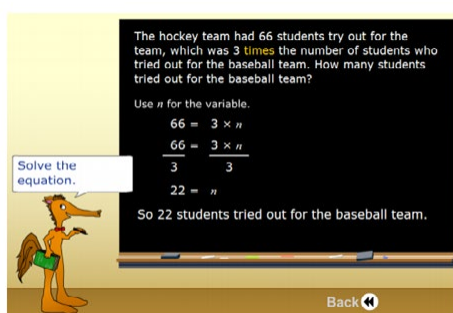 The hockey team had 66 students try out for the
team, which was 3 times the number of students who
tried out for the baseball team. How many students
tried out for the baseball team?
Use n for the variable.
66 = 3 × n
66 = 3 × n
3 3
22 = n
So 22 students tried out for the baseball team.
Solve the
equation.
Back